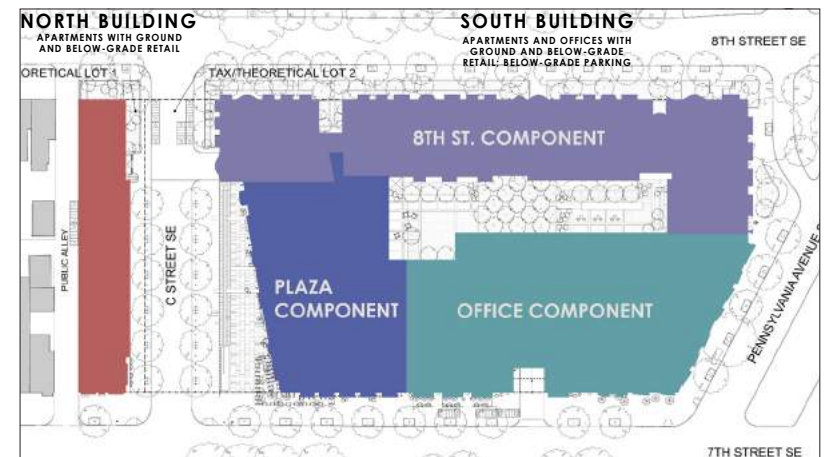 NORTH BUILDING
APARTMENTS WITH GROUND
AND BELOW-GRADE RETAIL
SOUTH BUILDING
APARTMENTS AND OFFICES WITH
GROUND AND BELOW-GRADE
RETAIL; BELOW-GRADE PARKING
8TH STREET SE
ORETICAL LOT 1
TAX/THEORETICAL LOT 2
8TH ST. COMPONENT
PUBLIC ALLEY
C STREET SE
PLAZA
COMPONENT
OFFICE COMPONENT
PENNSYLVANIA AVENUE S
7TH STREET SE